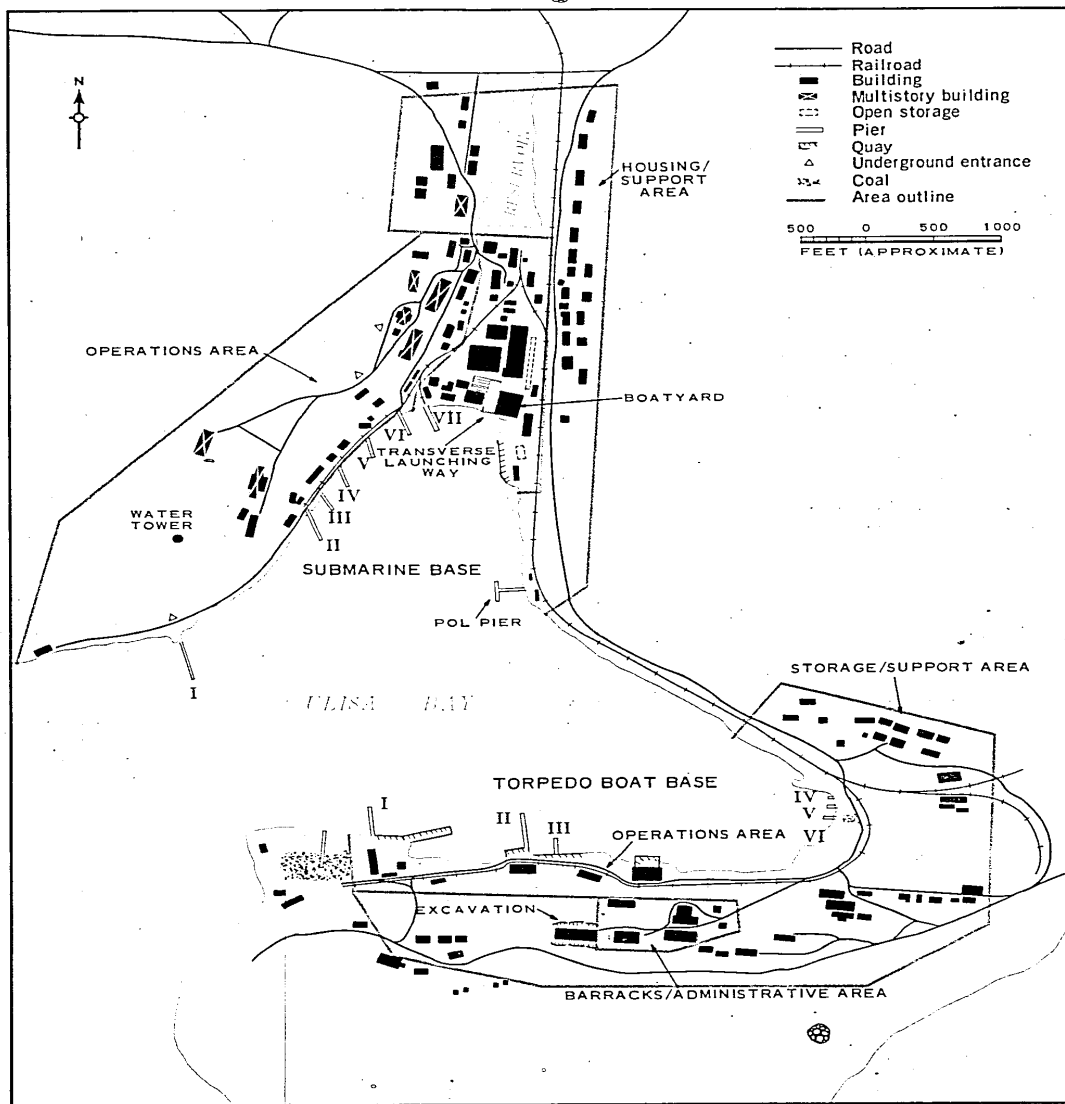 N
Road
Railroad
Building
Multistory building
Open storage
Pier
Quay
Underground entrance
Coal
Area outline
500 0 500 1000
FEET (APPROXIMATE)
RESERVOIR
HOUSING/
SUPPORT
AREA
OPERATIONS AREA
BOATYARD
VII
VI
TRANSVERSE
LAUNCHING
WAY
V
IV
III
II
WATER
TOWER
SUBMARINE BASE
POL PIER
I
ULISA BAY
STORAGE/SUPPORT AREA
TORPEDO BOAT BASE
I
II
III
IV
V
VI
OPERATIONS AREA
EXCAVATION
BARRACKS/ADMINISTRATIVE AREA